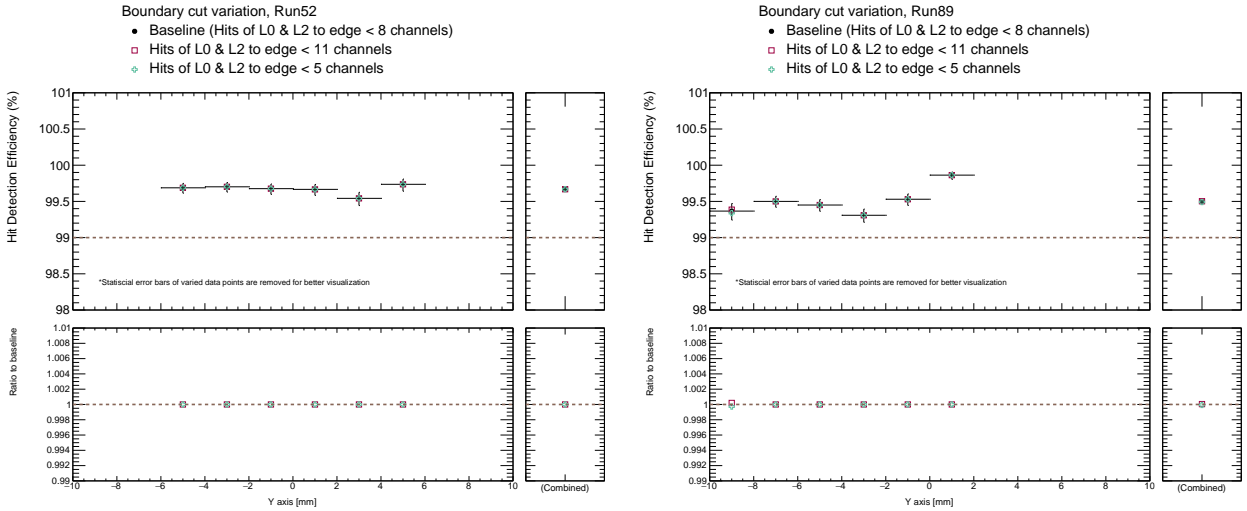 Boundary cut variation, Run52
Baseline (Hits of L0 & L2 to edge < 8 channels)
Hits of L0 & L2 to edge < 11 channels
Hits of L0 & L2 to edge < 5 channels
Hit Detection Efficiency (%)
101
100.5
100
99.5
99
98.5
98
*Statiscial error bars of varied data points are removed for better visualization
Ratio to baseline
1.01
1.008
1.006
1.004
1.002
1
0.998
0.996
0.994
0.992
0.99
−10 −8 −6 −4 −2 0 2 4 6 8 10
(Combined)
Y axis [mm]
Boundary cut variation, Run89
Baseline (Hits of L0 & L2 to edge < 8 channels)
Hits of L0 & L2 to edge < 11 channels
Hits of L0 & L2 to edge < 5 channels
Hit Detection Efficiency (%)
101
100.5
100
99.5
99
98.5
98
*Statiscial error bars of varied data points are removed for better visualization
Ratio to baseline
1.01
1.008
1.006
1.004
1.002
1
0.998
0.996
0.994
0.992
0.99
−10 −8 −6 −4 −2 0 2 4 6 8 10
(Combined)
Y axis [mm]